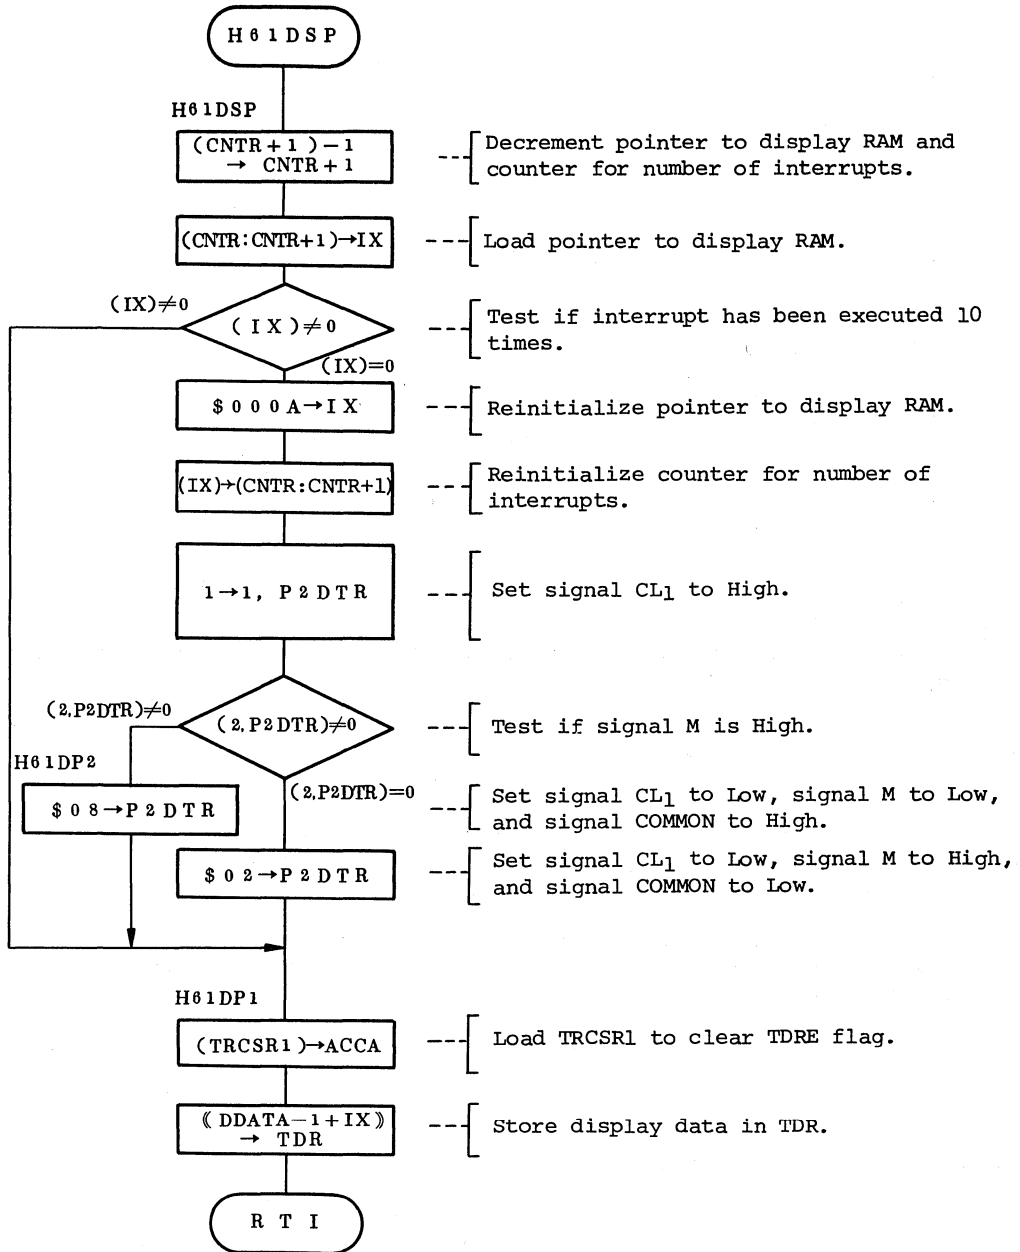 H61DSP
H61DSP
(CNTR+1)-1
→ CNTR+1
Decrement pointer to display RAM and
counter for number of interrupts.
(CNTR:CNTR+1)→IX
Load pointer to display RAM.
(IX)≠0
(IX)≠0
(IX)=0
Test if interrupt has been executed 10
times.
$000A→IX
Reinitialize pointer to display RAM.
(IX)→(CNTR:CNTR+1)
Reinitialize counter for number of
interrupts.
1→1, P2DTR
Set signal CL1 to High.
(2,P2DTR)≠0
(2,P2DTR)≠0
Test if signal M is High.
H61DP2
(2,P2DTR)=0
$08→P2DTR
Set signal CL1 to Low, signal M to Low,
and signal COMMON to High.
$02→P2DTR
Set signal CL1 to Low, signal M to High,
and signal COMMON to Low.
H61DP1
(TRCSR1)→ACCA
Load TRCSR1 to clear TDRE flag.
⟪DDATA-1+IX⟫
→ TDR
Store display data in TDR.
RTI